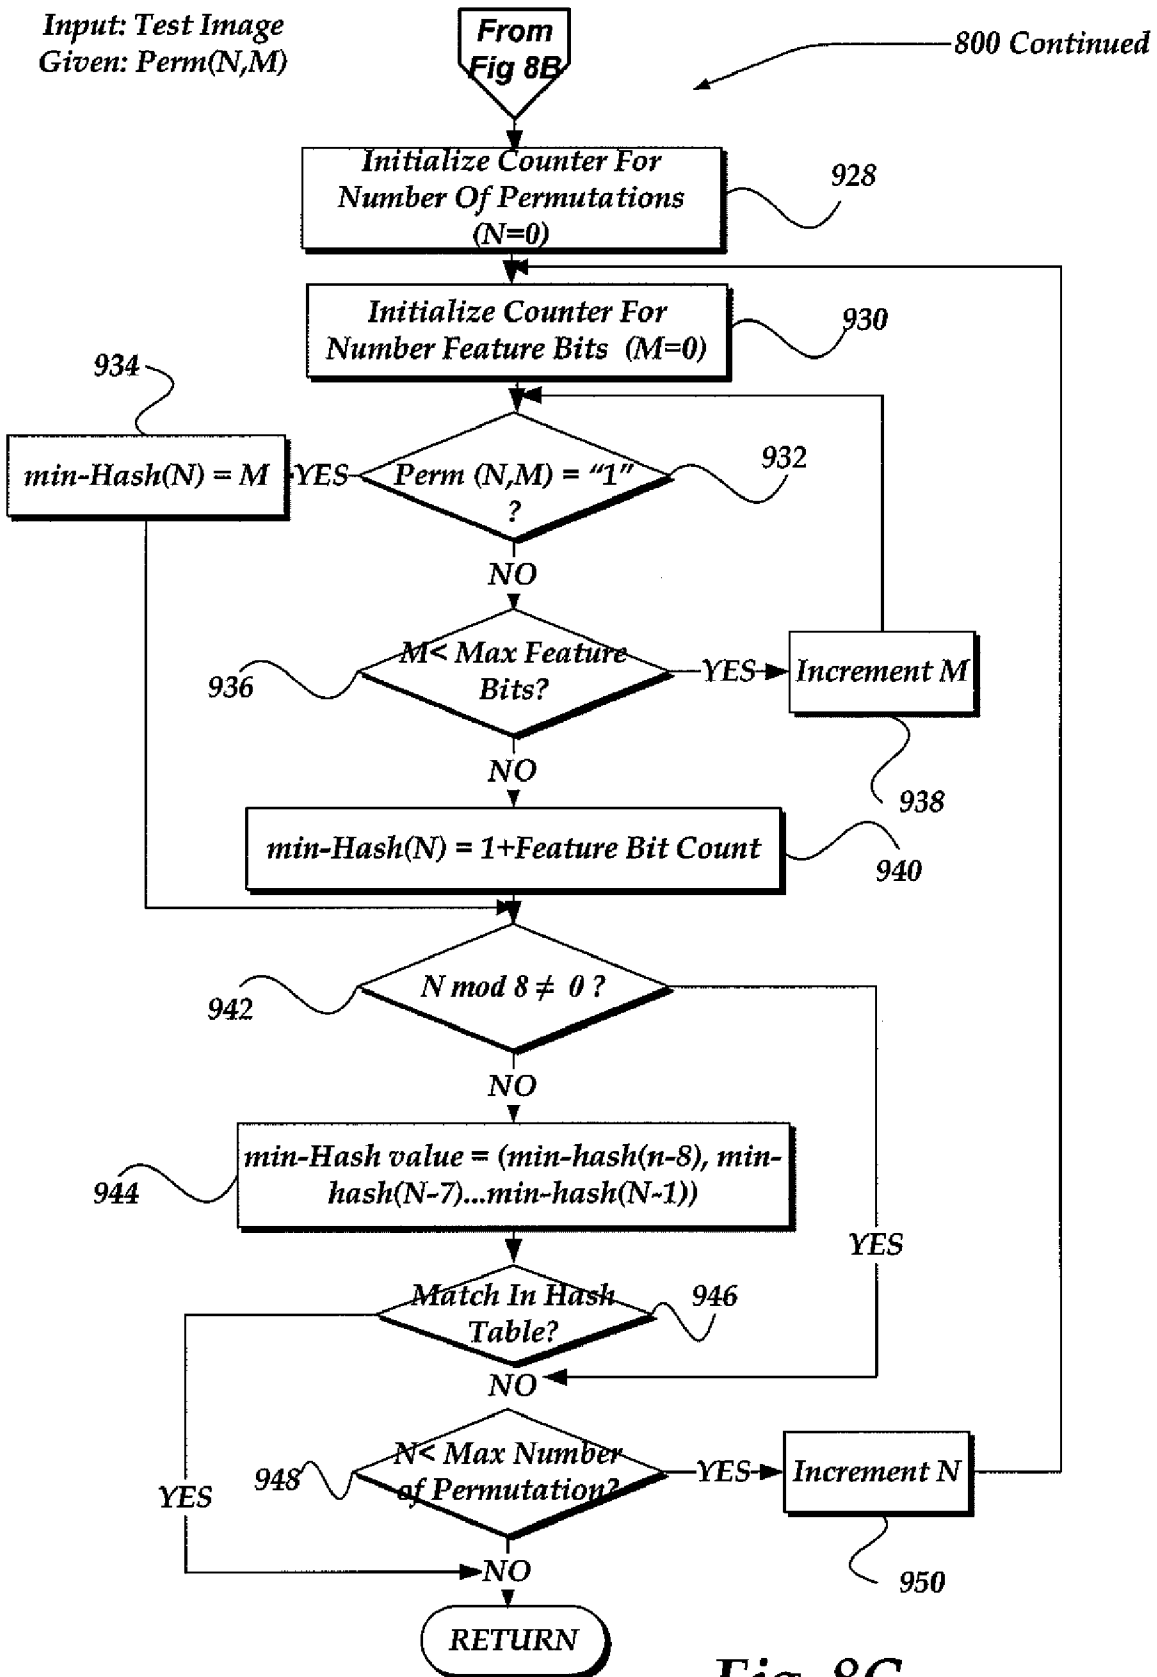 Input: Test Image
Given: Perm(N,M)
From
Fig 8B
800 Continued
Initialize Counter For
Number Of Permutations
(N=0)
928
Initialize Counter For
Number Feature Bits (M=0)
930
934
min-Hash(N) = M
YES
Perm (N,M) = “1”
?
932
NO
M< Max Feature
Bits?
936
YES
Increment M
938
NO
min-Hash(N) = 1+Feature Bit Count
940
N mod 8 ≠ 0 ?
942
NO
min-Hash value = (min-hash(n-8), min-
hash(N-7)...min-hash(N-1))
944
YES
Match In Hash
Table?
946
NO
N< Max Number
of Permutation?
948
YES
Increment N
950
YES
NO
RETURN
Fig. 8C